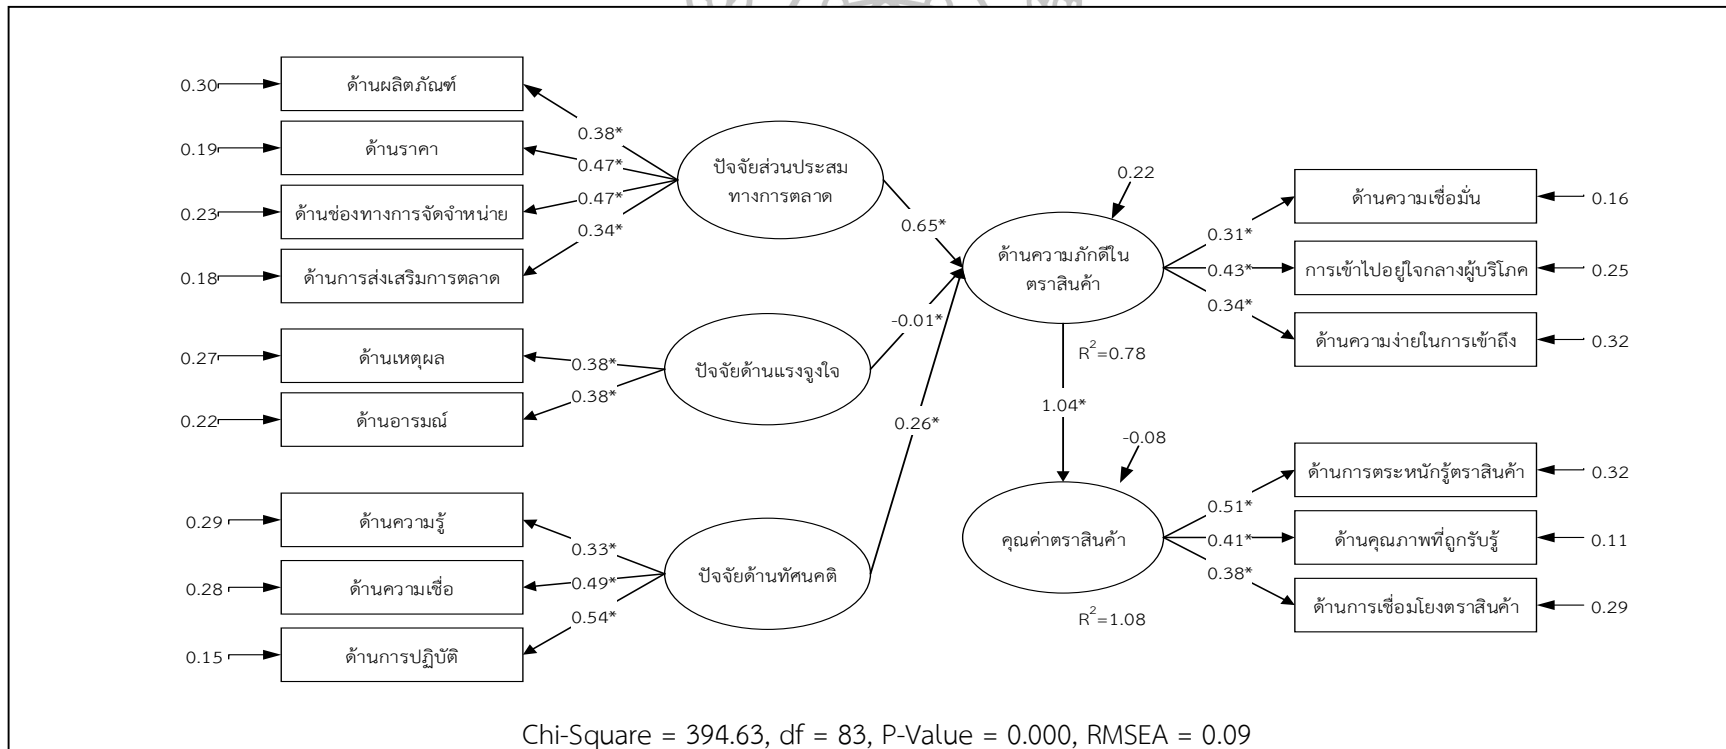 0.30
ด้านผลิตภัณฑ์
0.38*
0.19
ด้านราคา
0.47*
0.23
ด้านช่องทางการจัดจำหน่าย
0.47*
0.18
ด้านการส่งเสริมการตลาด
0.34*
ปัจจัยส่วนประสม
ทางการตลาด
0.65*
0.27
ด้านเหตุผล
0.38*
0.22
ด้านอารมณ์
0.38*
ปัจจัยด้านแรงจูงใจ
-0.01*
0.29
ด้านความรู้
0.33*
0.28
ด้านความเชื่อ
0.49*
0.15
ด้านการปฏิบัติ
0.54*
ปัจจัยด้านทัศนคติ
0.26*
0.22
ด้านความภักดีใน
ตราสินค้า
R²=0.78
0.31*
ด้านความเชื่อมั่น
0.16
0.43*
การเข้าไปอยู่ใจกลางผู้บริโภค
0.25
0.34*
ด้านความง่ายในการเข้าถึง
0.32
1.04*
-0.08
คุณค่าตราสินค้า
R²=1.08
0.51*
ด้านการตระหนักรู้ตราสินค้า
0.32
0.41*
ด้านคุณภาพที่ถูกรับรู้
0.11
0.38*
ด้านการเชื่อมโยงตราสินค้า
0.29
Chi-Square = 394.63, df = 83, P-Value = 0.000, RMSEA = 0.09